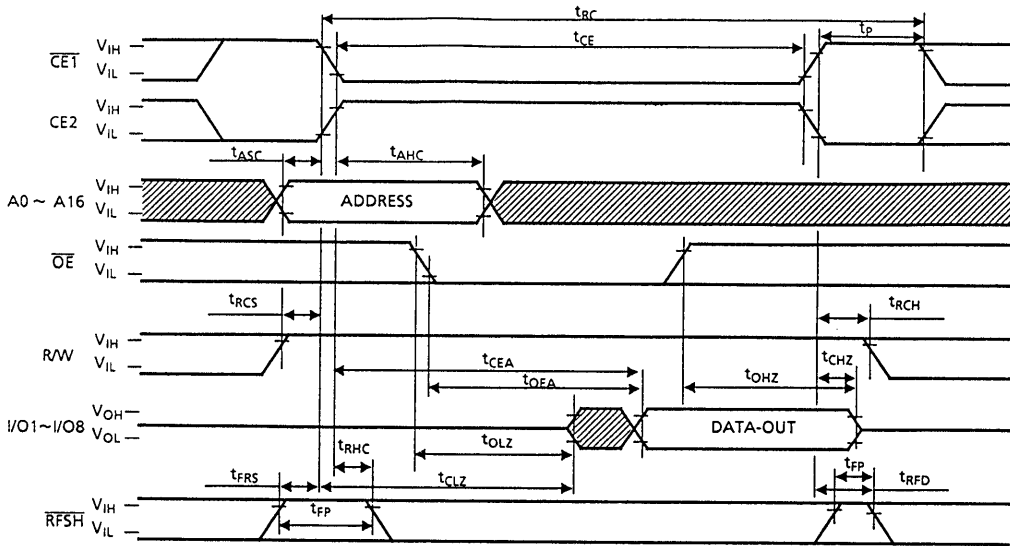 tRC
tCE
tP
CE1
VIH
VIL
CE2
VIH
VIL
tASC
tAHC
A0 ~ A16
VIH
VIL
ADDRESS
OE
VIH
VIL
tRCS
tRCH
R/W
VIH
VIL
tCEA
tCHZ
tOEA
tOHZ
I/O1~I/O8
VOH
VOL
DATA-OUT
tOLZ
tRHC
tCLZ
tFRS
tFP
tFP
tRFD
RFSH
VIH
VIL